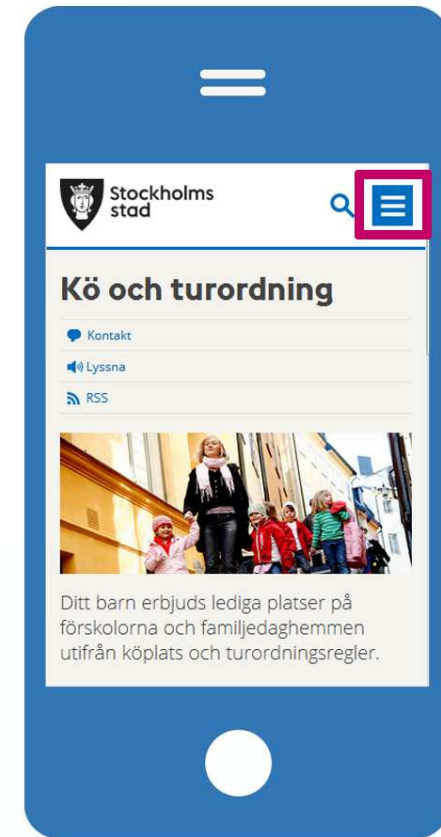 Stockholms
stad
Kö och turordning
Kontakt
Lyssna
RSS
Ditt barn erbjuds lediga platser på
förskolorna och familjedaghemmen
utifrån köplats och turordningsregler.